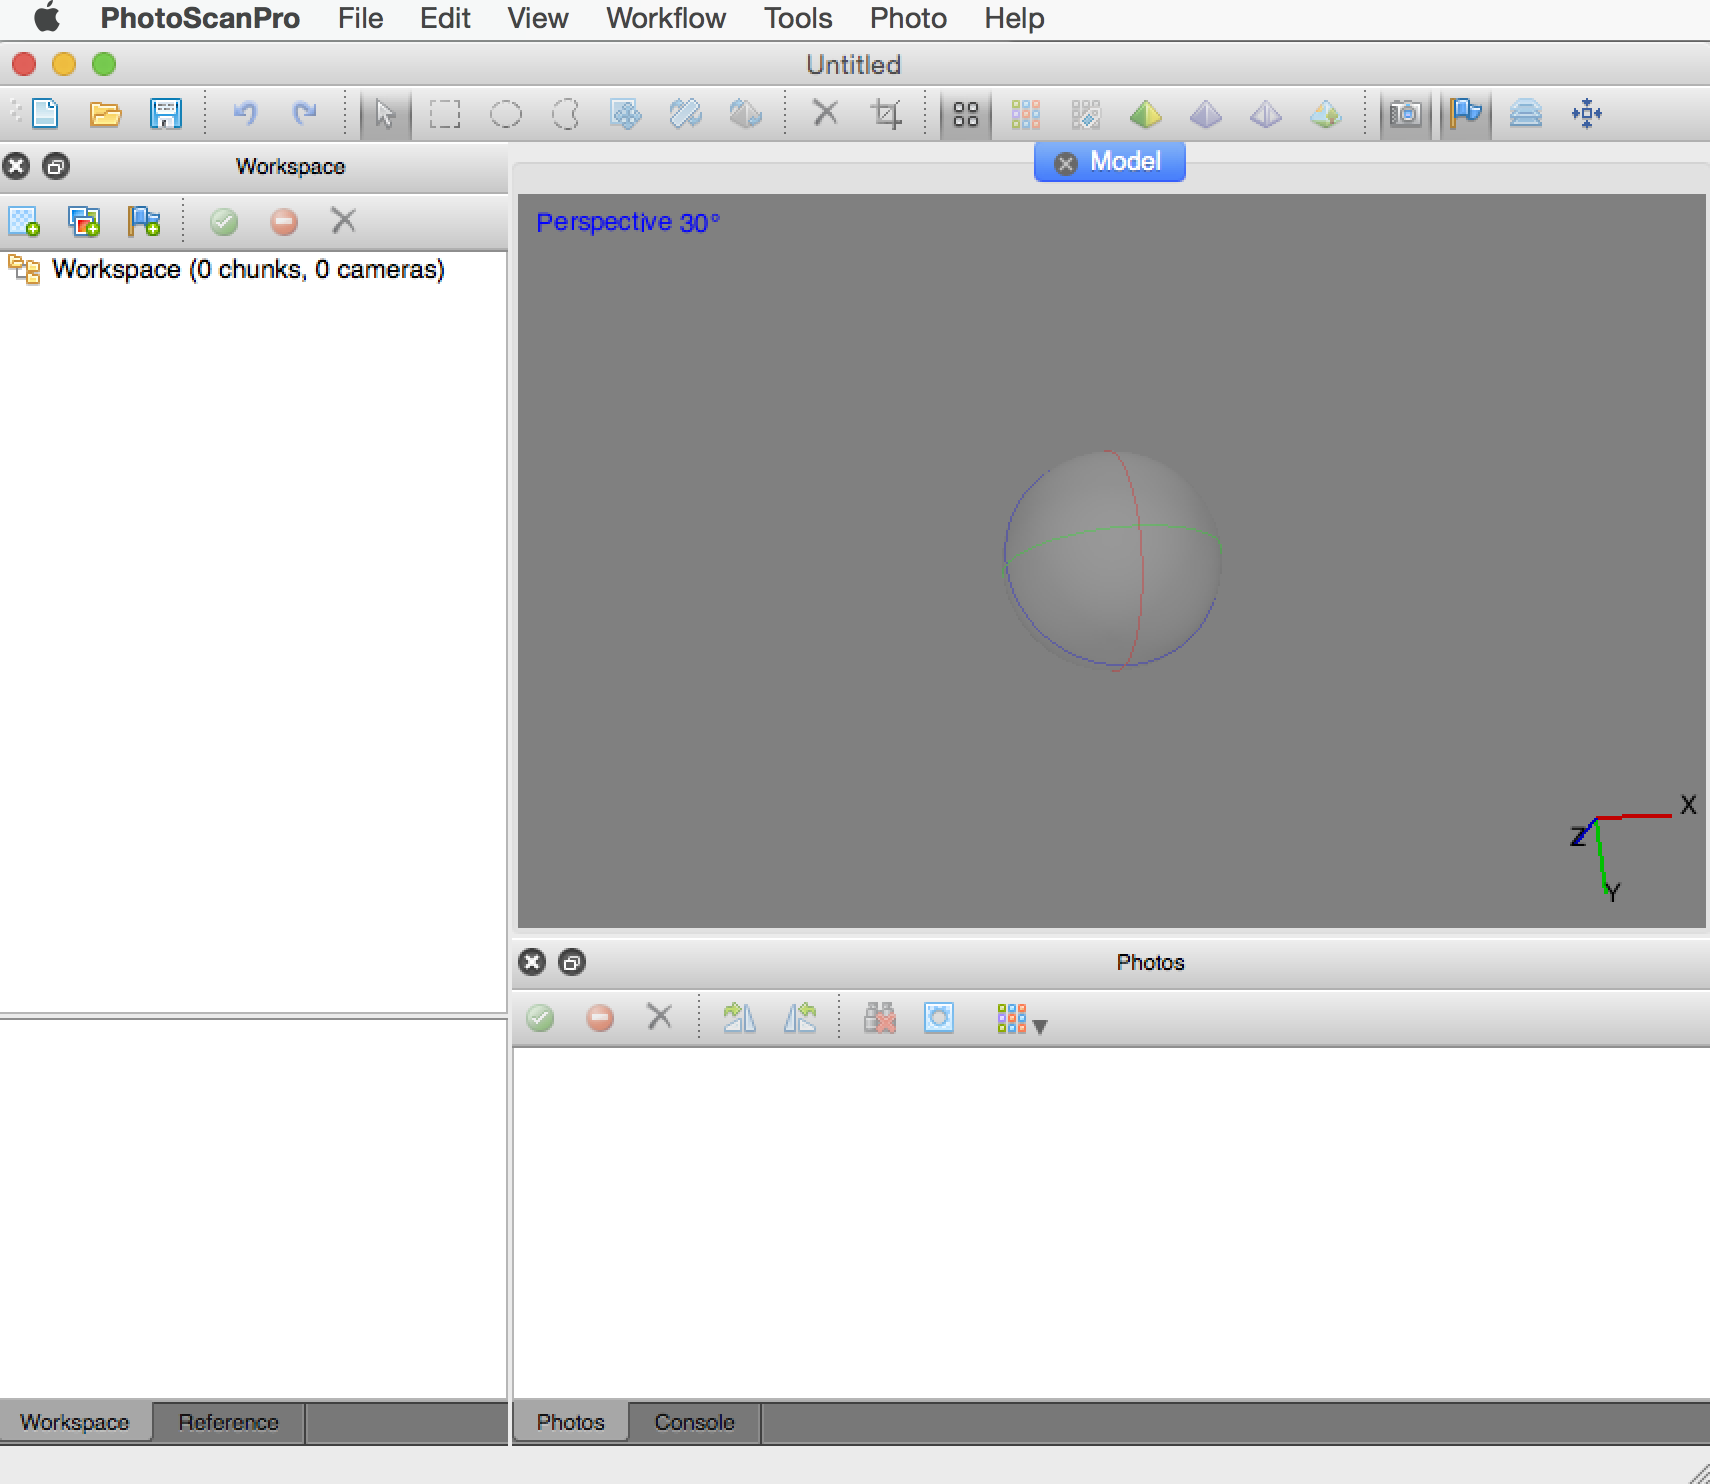 PhotoScanPro File Edit View Workflow Tools Photo Help
Untitled
Workspace
Model
Perspective 30°
Workspace (0 chunks, 0 cameras)
X
Z
Y
Photos
Workspace Reference
Photos Console